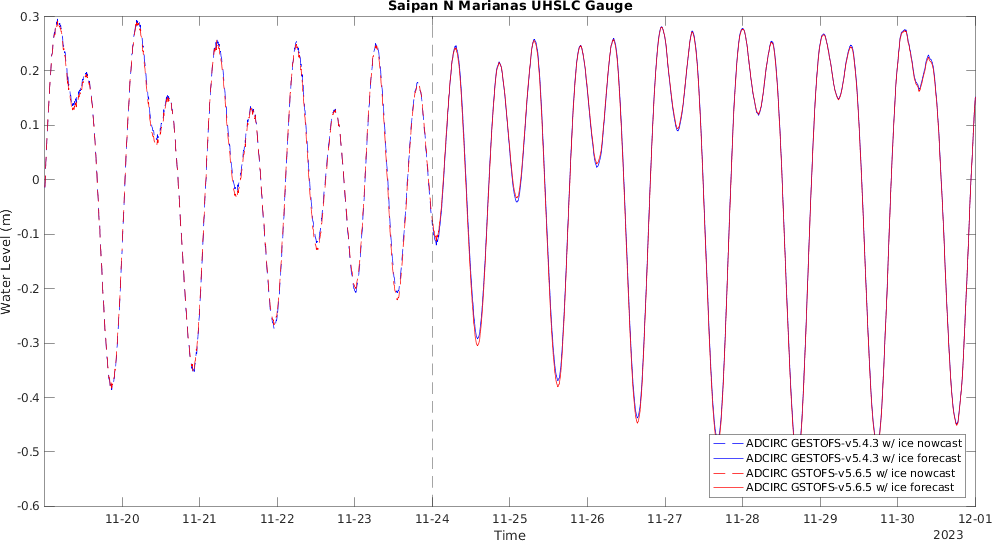 Saipan N Marianas UHSLC Gauge
Water Level (m)
0.3
0.2
0.1
0
-0.1
-0.2
-0.3
-0.4
-0.5
-0.6
ADCIRC GESTOFS-v5.4.3 w/ ice nowcast
ADCIRC GESTOFS-v5.4.3 w/ ice forecast
ADCIRC GSTOFS-v5.6.5 w/ ice nowcast
ADCIRC GSTOFS-v5.6.5 w/ ice forecast
11-20 11-21 11-22 11-23 11-24 11-25 11-26 11-27 11-28 11-29 11-30 12-01
Time
2023